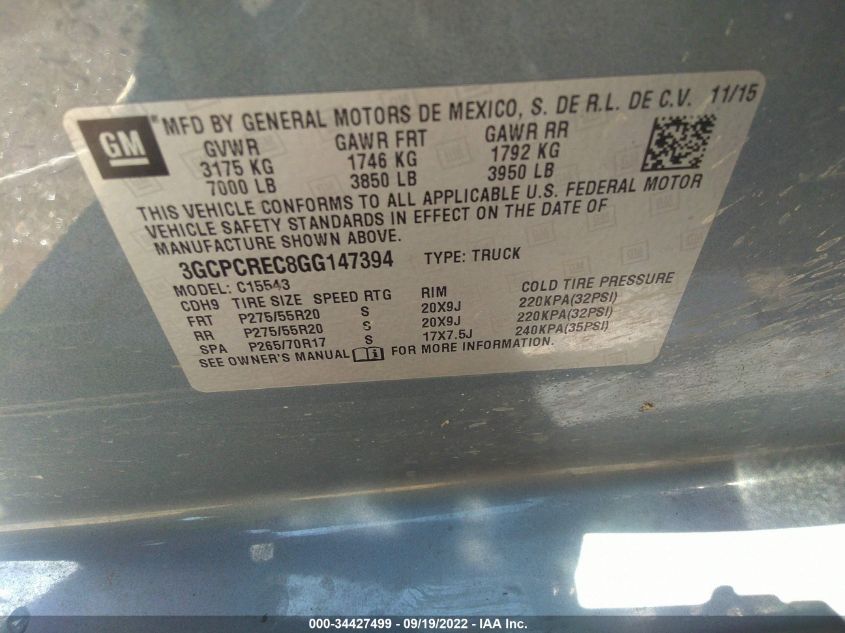 GM ® MFD BY GENERAL MOTORS DE MEXICO, S. DE R.L. DE C.V. 11/15
GVWR GAWR FRT GAWR RR
3175 KG 1746 KG 1792 KG
7000 LB 3850 LB 3950 LB
THIS VEHICLE CONFORMS TO ALL APPLICABLE U.S. FEDERAL MOTOR
VEHICLE SAFETY STANDARDS IN EFFECT ON THE DATE OF
MANUFACTURE SHOWN ABOVE.
3GCPCREC8GG147394 TYPE: TRUCK
MODEL: C15543
CDH9 TIRE SIZE SPEED RTG RIM COLD TIRE PRESSURE
FRT P275/55R20 S 20X9J 220KPA(32PSI)
RR P275/55R20 S 20X9J 220KPA(32PSI)
SPA P265/70R17 S 17X7.5J 240KPA(35PSI)
SEE OWNER'S MANUAL FOR MORE INFORMATION.
000-34427499 - 09/19/2022 - IAA Inc.